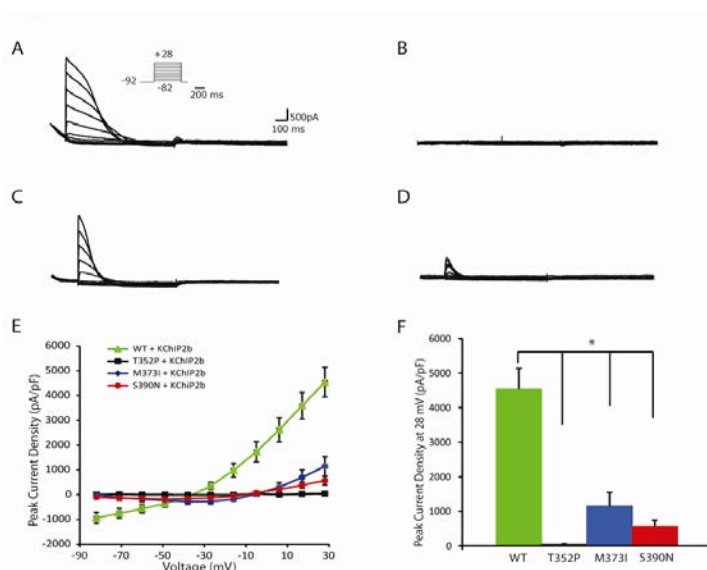 A
+28
-92
-82
200 ms
500pA
100 ms
B
C
D
E
Peak Current Density (pA/pF)
6000
5000
4000
3000
2000
1000
0
-1000
-2000
WT + KChiP2b
T352P + KChiP2b
M373I + KChiP2b
S390N + KChiP2b
-90 -70 -50 -30 -10 10 30
Voltage (mV)
F
Peak Current Density at 28 mV (pA/pF)
6000
5000
4000
3000
2000
1000
0
*
WT T352P M373I S390N